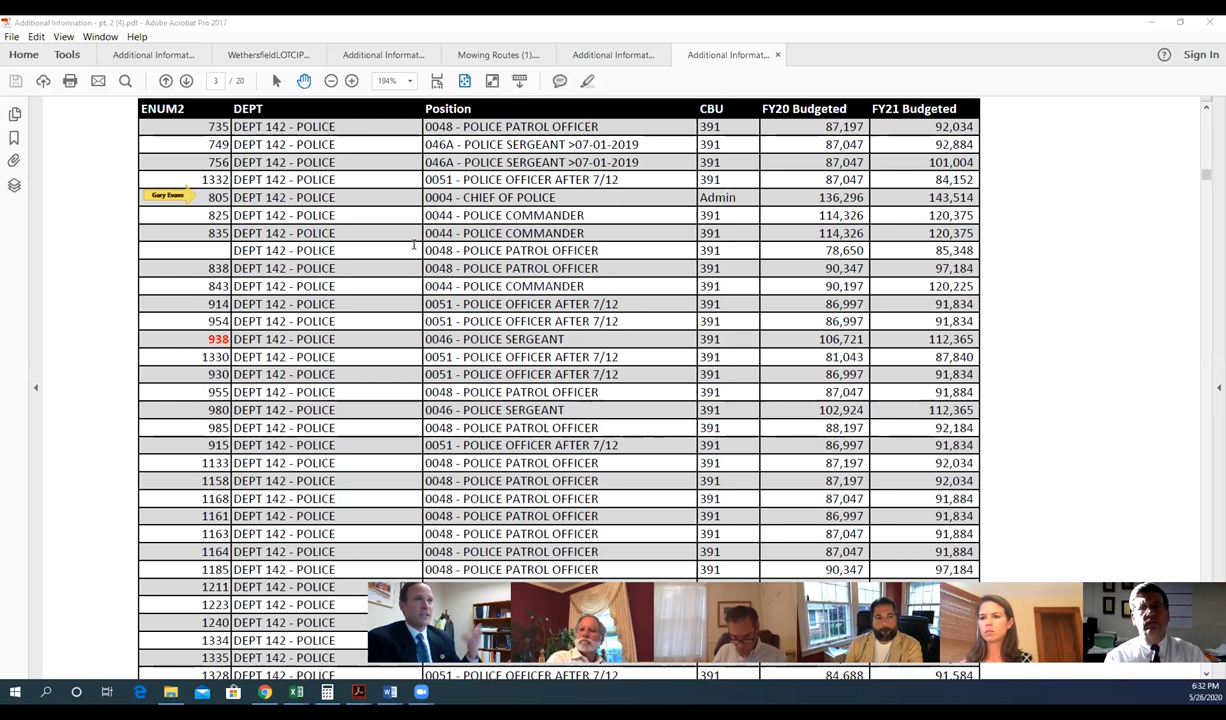 Additional Information - pt. 2 (4).pdf - Adobe Acrobat Pro 2017
File Edit View Window Help
Home Tools Additional Informat... WethersfieldLOTCIP... Additional Informat... Mowing Routes (1).... Additional Informat... Additional Informat... × Sign In
3 / 20 194%
ENUM2 DEPT Position CBU FY20 Budgeted FY21 Budgeted
735 DEPT 142 - POLICE 0048 - POLICE PATROL OFFICER 391 87,197 92,034
749 DEPT 142 - POLICE 046A - POLICE SERGEANT >07-01-2019 391 87,047 92,884
756 DEPT 142 - POLICE 046A - POLICE SERGEANT >07-01-2019 391 87,047 101,004
1332 DEPT 142 - POLICE 0051 - POLICE OFFICER AFTER 7/12 391 87,047 84,152
Gary Evans 805 DEPT 142 - POLICE 0004 - CHIEF OF POLICE Admin 136,296 143,514
825 DEPT 142 - POLICE 0044 - POLICE COMMANDER 391 114,326 120,375
835 DEPT 142 - POLICE 0044 - POLICE COMMANDER 391 114,326 120,375
DEPT 142 - POLICE 0048 - POLICE PATROL OFFICER 391 78,650 85,348
838 DEPT 142 - POLICE 0048 - POLICE PATROL OFFICER 391 90,347 97,184
843 DEPT 142 - POLICE 0044 - POLICE COMMANDER 391 90,197 120,225
914 DEPT 142 - POLICE 0051 - POLICE OFFICER AFTER 7/12 391 86,997 91,834
954 DEPT 142 - POLICE 0051 - POLICE OFFICER AFTER 7/12 391 86,997 91,834
938 DEPT 142 - POLICE 0046 - POLICE SERGEANT 391 106,721 112,365
1330 DEPT 142 - POLICE 0051 - POLICE OFFICER AFTER 7/12 391 81,043 87,840
930 DEPT 142 - POLICE 0051 - POLICE OFFICER AFTER 7/12 391 86,997 91,834
955 DEPT 142 - POLICE 0048 - POLICE PATROL OFFICER 391 87,047 91,884
980 DEPT 142 - POLICE 0046 - POLICE SERGEANT 391 102,924 112,365
985 DEPT 142 - POLICE 0048 - POLICE PATROL OFFICER 391 88,197 92,184
915 DEPT 142 - POLICE 0051 - POLICE OFFICER AFTER 7/12 391 86,997 91,834
1133 DEPT 142 - POLICE 0048 - POLICE PATROL OFFICER 391 87,197 92,034
1158 DEPT 142 - POLICE 0048 - POLICE PATROL OFFICER 391 87,197 92,034
1168 DEPT 142 - POLICE 0048 - POLICE PATROL OFFICER 391 87,047 91,884
1161 DEPT 142 - POLICE 0048 - POLICE PATROL OFFICER 391 86,997 91,834
1163 DEPT 142 - POLICE 0048 - POLICE PATROL OFFICER 391 87,047 91,884
1164 DEPT 142 - POLICE 0048 - POLICE PATROL OFFICER 391 87,047 91,884
1185 DEPT 142 - POLICE 0048 - POLICE PATROL OFFICER 391 90,347 97,184
1211 DEPT 142 - POLICE
1223 DEPT 142 - POLICE
1240 DEPT 142 - POLICE
1334 DEPT 142 - POLICE
1335 DEPT 142 - POLICE
1328 DEPT 142 - POLICE 0051 - POLICE OFFICER AFTER 7/12 391 84,688 91,584
6:32 PM
5/26/2020